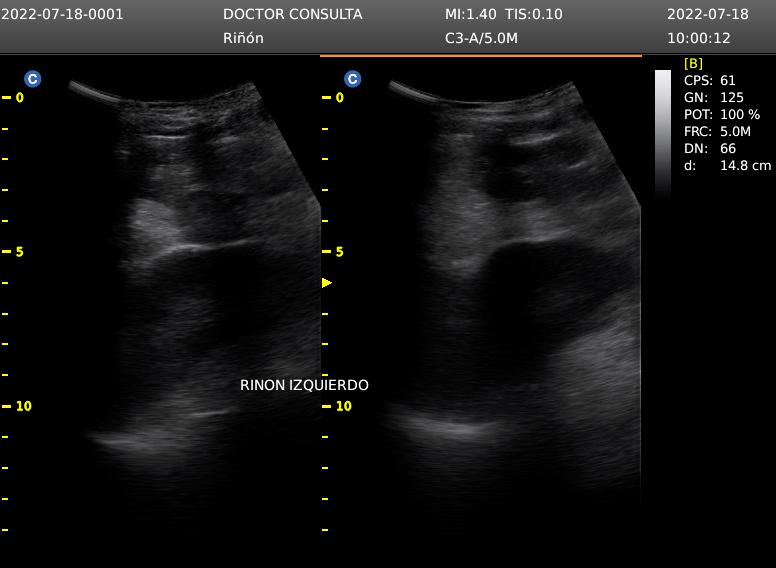 2022-07-18-0001 DOCTOR CONSULTA MI:1.40 TIS:0.10 2022-07-18
Riñón C3-A/5.0M 10:00:12
C C
[B]
CPS: 61
GN: 125
POT: 100 %
FRC: 5.0M
DN: 66
d: 14.8 cm
0 0
5 5
RINON IZQUIERDO
10 10